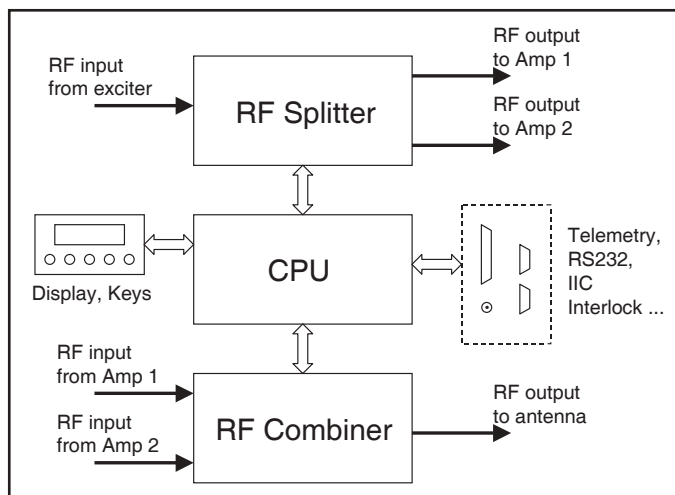 RF input
from exciter
RF Splitter
RF output
to Amp 1
RF output
to Amp 2
CPU
Display, Keys
Telemetry,
RS232,
IIC
Interlock ...
RF input
from Amp 1
RF input
from Amp 2
RF Combiner
RF output
to antenna